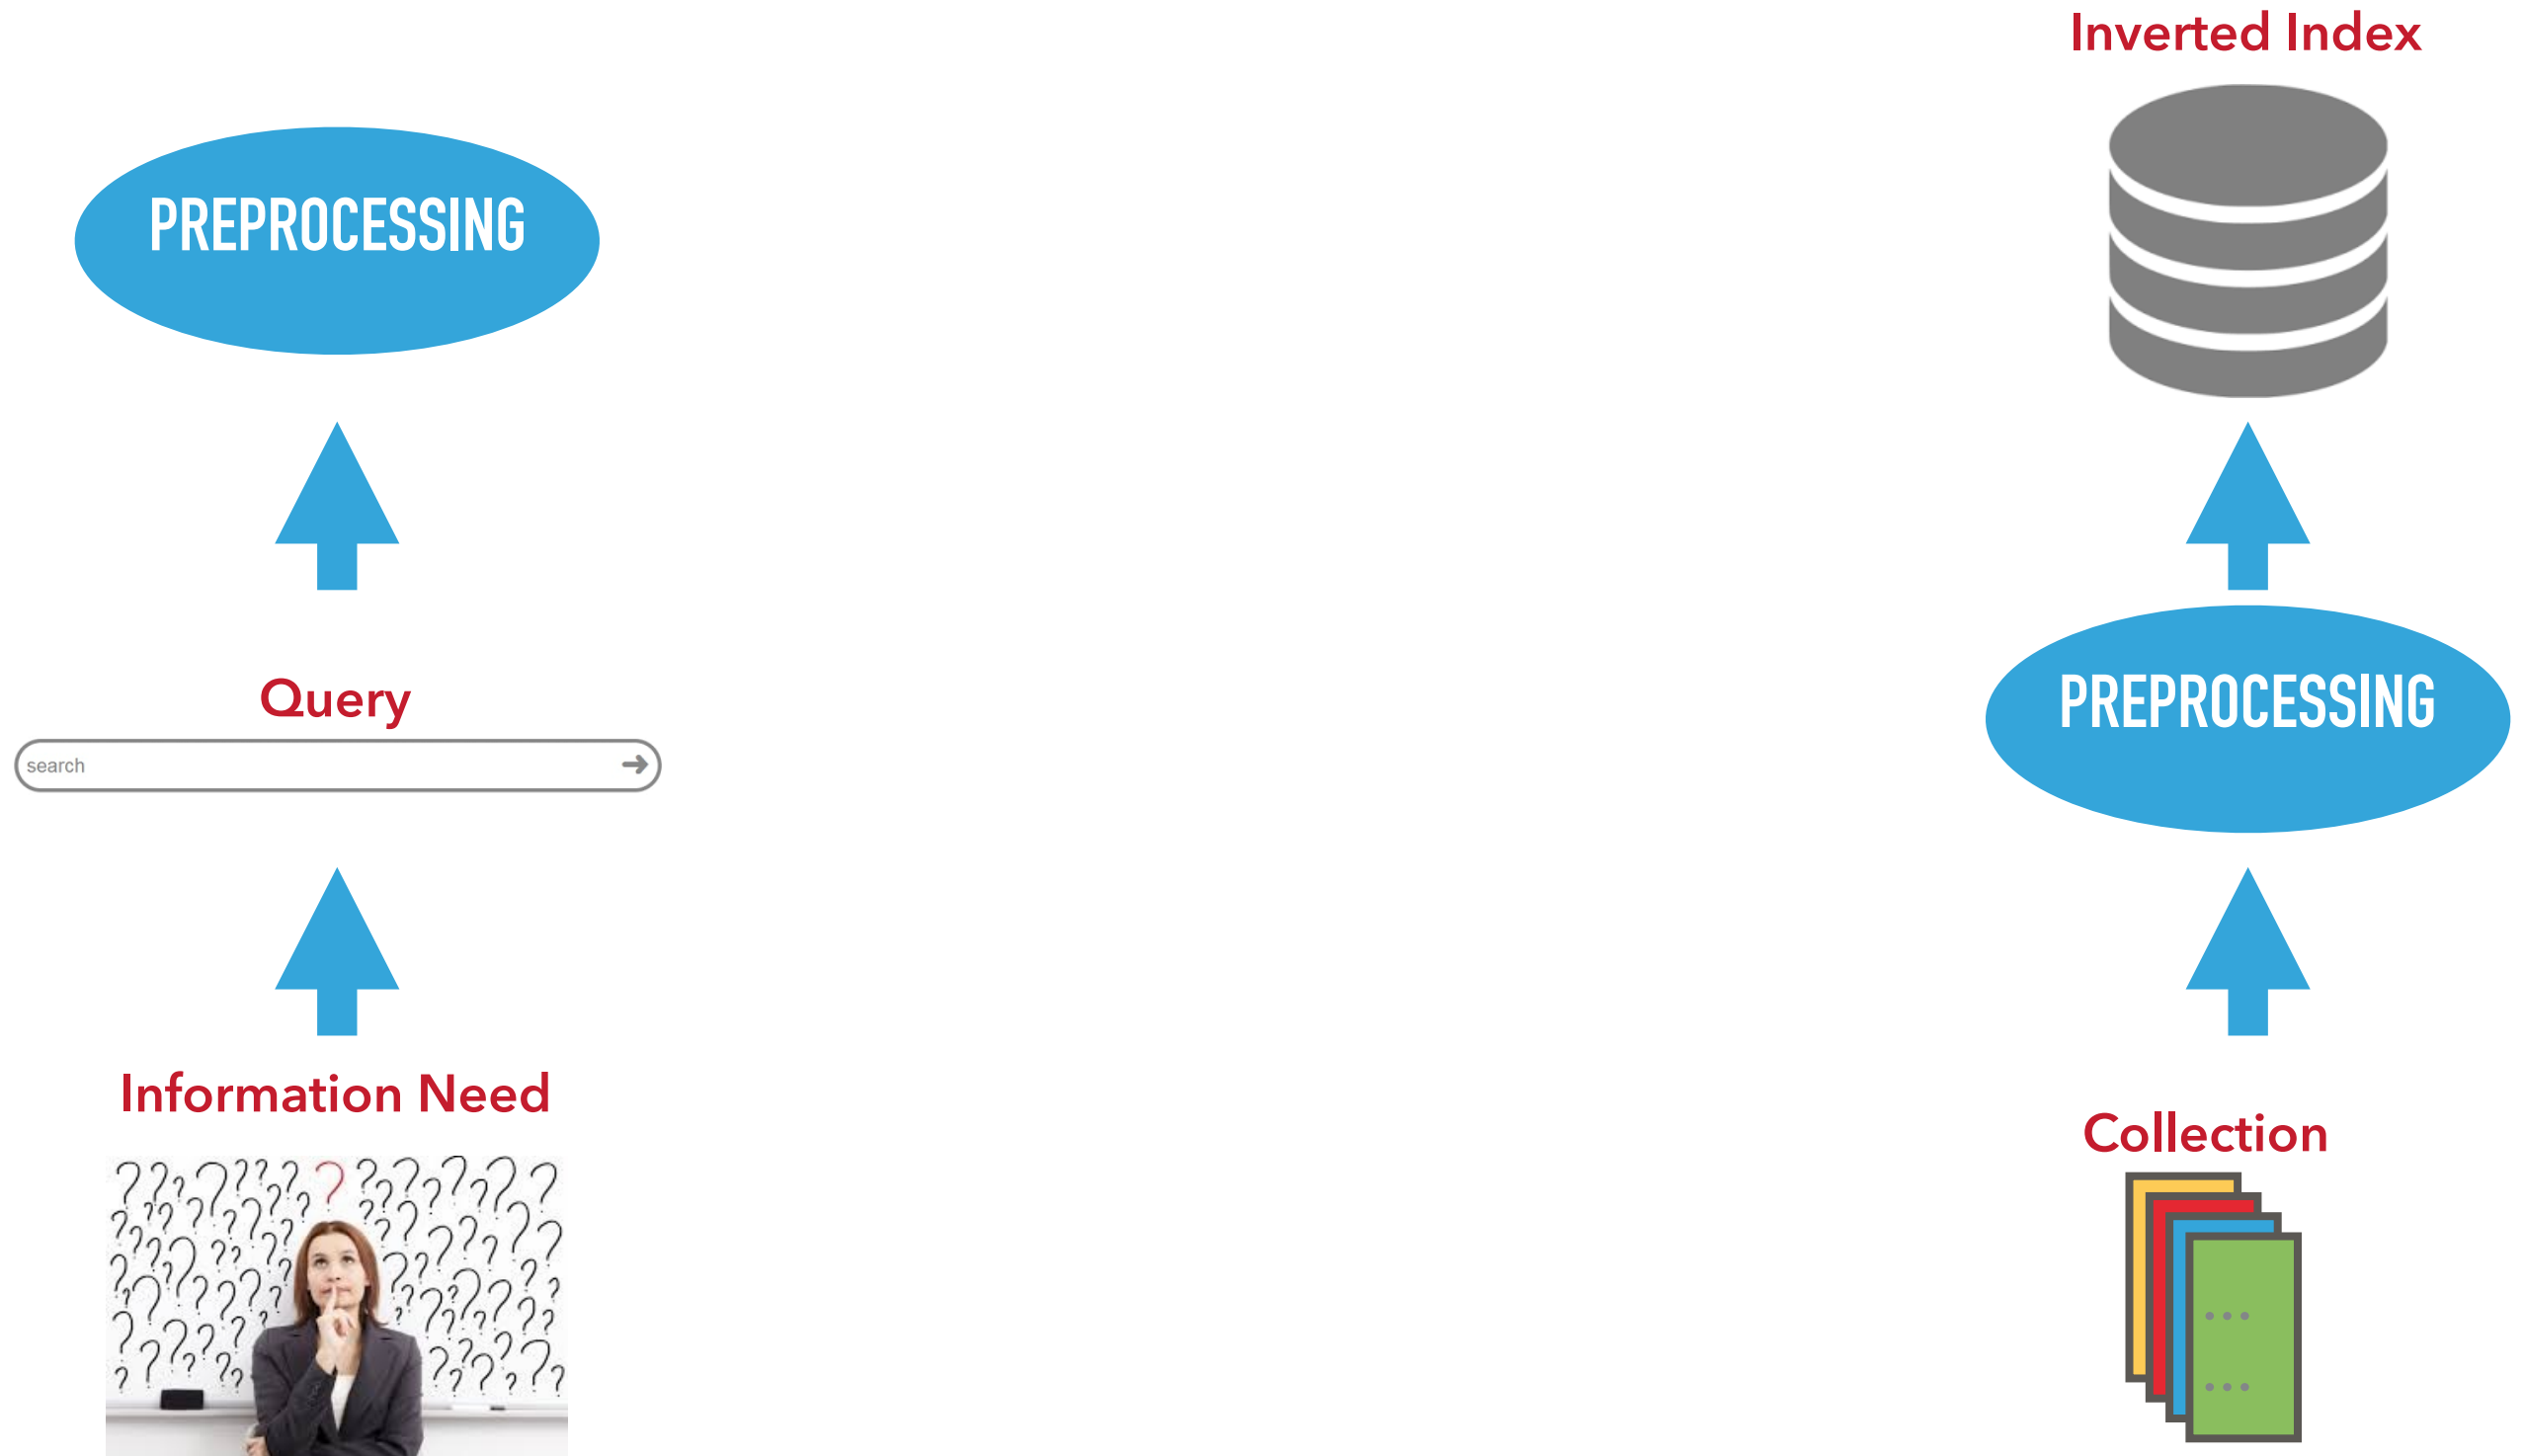 Inverted Index
PREPROCESSING
Query
search
PREPROCESSING
Information Need
Collection